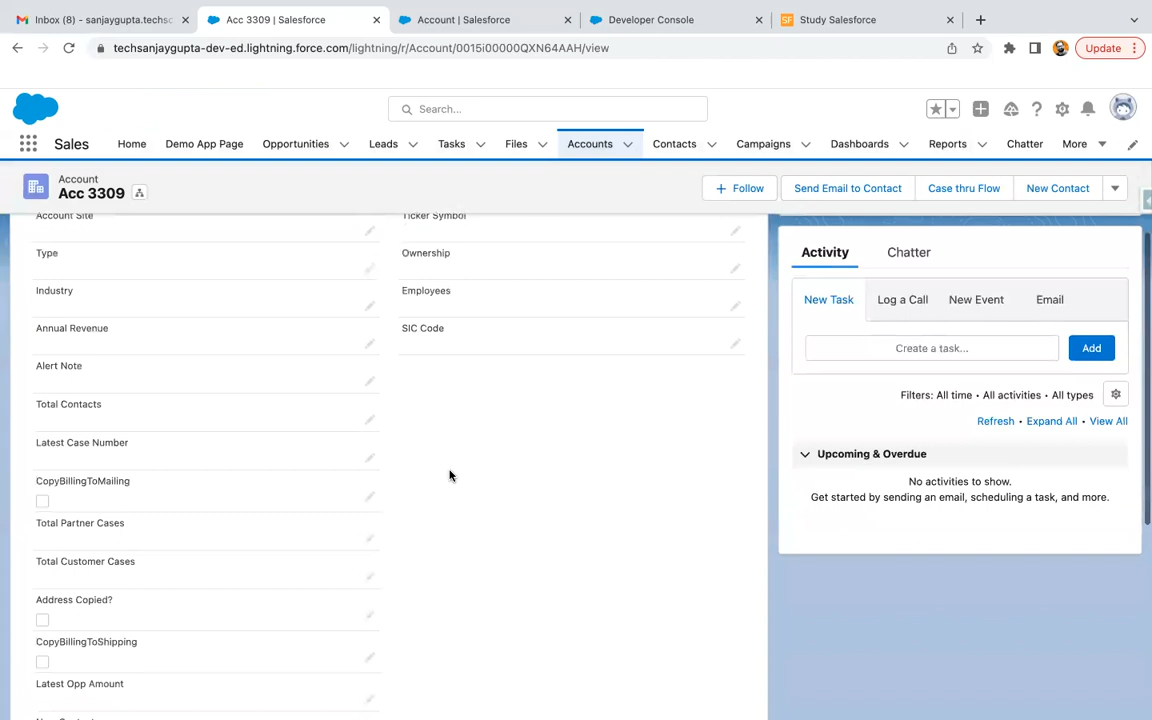 Inbox (8) - sanjaygupta.techsc
Acc 3309 | Salesforce
Account | Salesforce
Developer Console
SF
Study Salesforce
techsanjaygupta-dev-ed.lightning.force.com/lightning/r/Account/0015i00000QXN64AAH/view
Update
Search...
Sales
Home
Demo App Page
Opportunities
Leads
Tasks
Files
Accounts
Contacts
Campaigns
Dashboards
Reports
Chatter
More
Account
Acc 3309
Follow
Send Email to Contact
Case thru Flow
New Contact
Account Site
Ticker Symbol
Type
Ownership
Industry
Employees
Annual Revenue
SIC Code
Alert Note
Total Contacts
Latest Case Number
CopyBillingToMailing
Total Partner Cases
Total Customer Cases
Address Copied?
CopyBillingToShipping
Latest Opp Amount
Activity
Chatter
New Task
Log a Call
New Event
Email
Create a task...
Add
Filters: All time • All activities • All types
Refresh • Expand All • View All
Upcoming & Overdue
No activities to show.
Get started by sending an email, scheduling a task, and more.